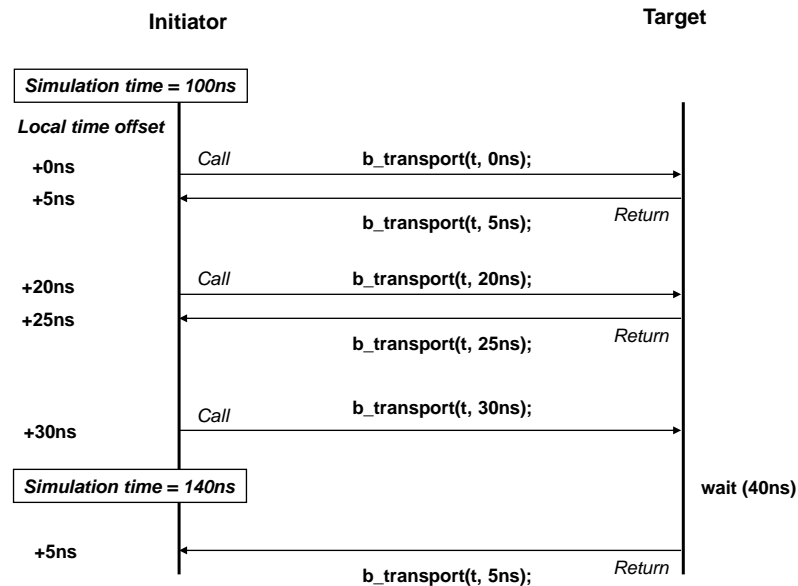 Initiator
Target
Simulation time = 100ns
Local time offset
+0ns
Call
b_transport(t, 0ns);
+5ns
b_transport(t, 5ns);
Return
+20ns
Call
b_transport(t, 20ns);
+25ns
b_transport(t, 25ns);
Return
+30ns
Call
b_transport(t, 30ns);
Simulation time = 140ns
wait (40ns)
+5ns
b_transport(t, 5ns);
Return